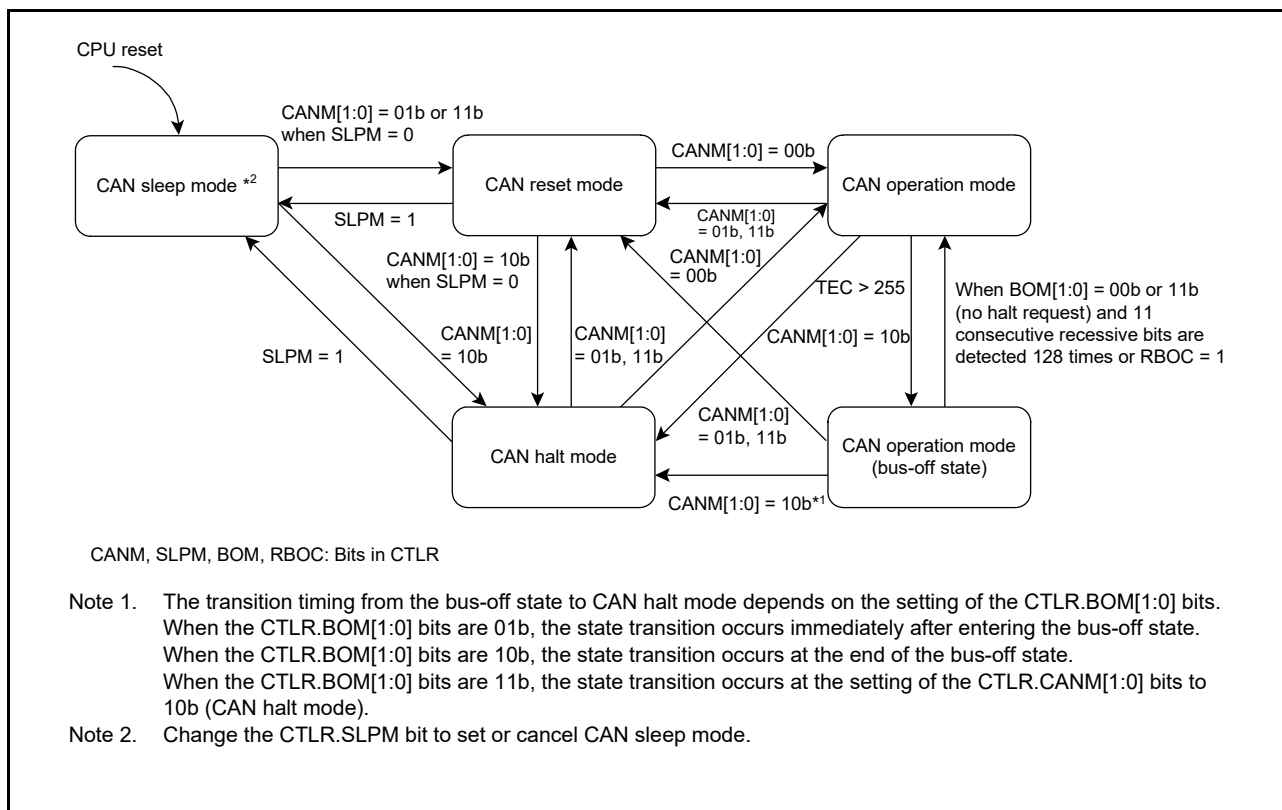 CPU reset
CANM[1:0] = 01b or 11b
when SLPM = 0
CAN sleep mode *2
CAN reset mode
CANM[1:0] = 00b
CAN operation mode
SLPM = 1
CANM[1:0]
= 01b, 11b
CANM[1:0] = 10b
when SLPM = 0
CANM[1:0]
= 00b
TEC > 255
When BOM[1:0] = 00b or 11b
(no halt request) and 11
consecutive recessive bits are
detected 128 times or RBOC = 1
SLPM = 1
CANM[1:0]
= 10b
CANM[1:0]
= 01b, 11b
CANM[1:0] = 10b
CANM[1:0]
= 01b, 11b
CAN halt mode
CAN operation mode
(bus-off state)
CANM[1:0] = 10b*1
CANM, SLPM, BOM, RBOC: Bits in CTLR
Note 1. The transition timing from the bus-off state to CAN halt mode depends on the setting of the CTLR.BOM[1:0] bits.
When the CTLR.BOM[1:0] bits are 01b, the state transition occurs immediately after entering the bus-off state.
When the CTLR.BOM[1:0] bits are 10b, the state transition occurs at the end of the bus-off state.
When the CTLR.BOM[1:0] bits are 11b, the state transition occurs at the setting of the CTLR.CANM[1:0] bits to
10b (CAN halt mode).
Note 2. Change the CTLR.SLPM bit to set or cancel CAN sleep mode.